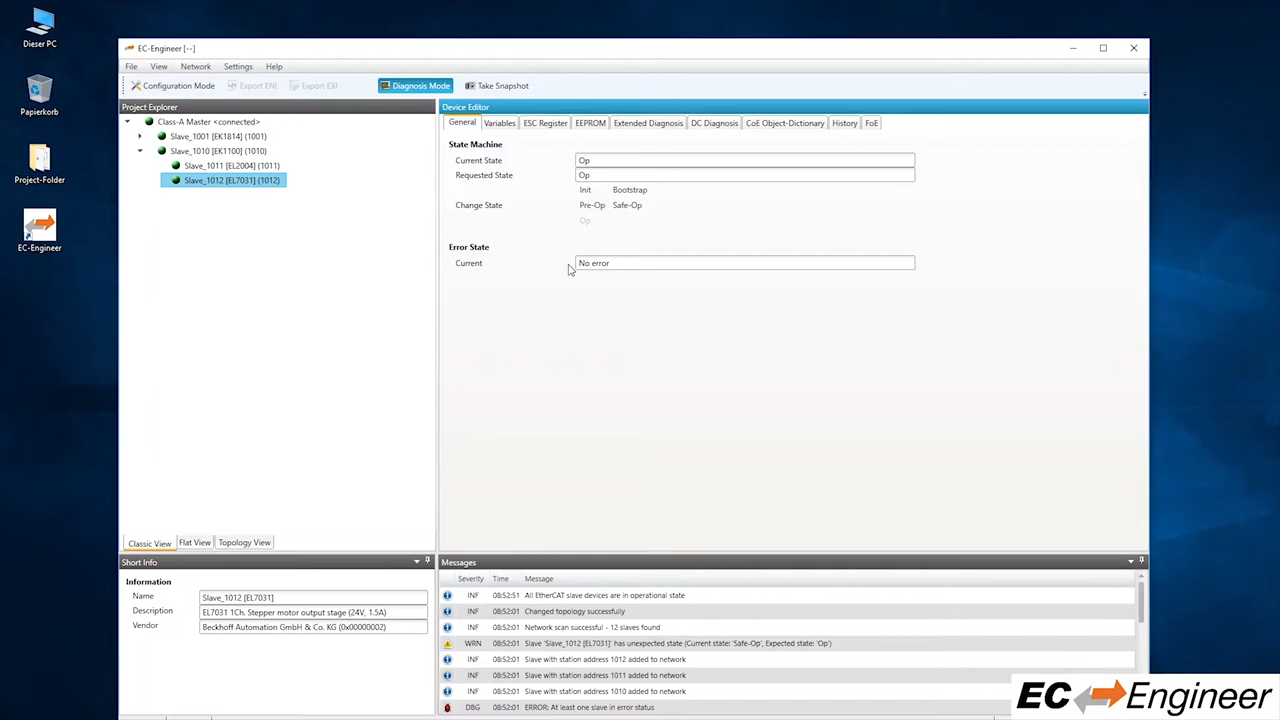 Dieser PC
Papierkorb
Project-Folder
EC-Engineer
EC-Engineer [--]
File View Network Settings Help
Configuration Mode Export ENI Export EXI Diagnosis Mode Take Snapshot
Project Explorer
Class-A Master <connected>
Slave_1001 [EK1814] (1001)
Slave_1010 [EK1100] (1010)
Slave_1011 [EL2004] (1011)
Slave_1012 [EL7031] (1012)
Classic View Flat View Topology View
Device Editor
General Variables ESC Register EEPROM Extended Diagnosis DC Diagnosis CoE Object-Dictionary History FoE
State Machine
Current State Op
Requested State Op
Init Bootstrap
Change State Pre-Op Safe-Op
Op
Error State
Current No error
Short Info
Information
Name Slave_1012 [EL7031]
Description EL7031 1Ch. Stepper motor output stage (24V, 1.5A)
Vendor Beckhoff Automation GmbH & Co. KG (0x00000002)
Messages
Severity Time Message
INF 08:52:51 All EtherCAT slave devices are in operational state
INF 08:52:01 Changed topology successfully
INF 08:52:01 Network scan successful - 12 slaves found
WRN 08:52:01 Slave 'Slave_1012 [EL7031]' has unexpected state (Current state: 'Safe-Op', Expected state: 'Op')
INF 08:52:01 Slave with station address 1012 added to network
INF 08:52:01 Slave with station address 1011 added to network
INF 08:52:01 Slave with station address 1010 added to network
DBG 08:52:01 ERROR: At least one slave in error status
EC Engineer